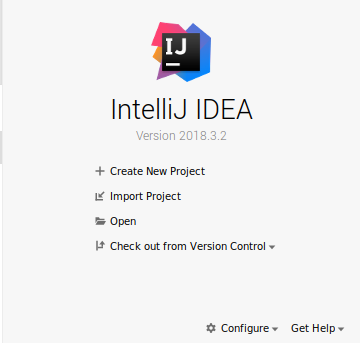 IJ
IntelliJ IDEA
Version 2018.3.2
Create New Project
Import Project
Open
Check out from Version Control
Configure Get Help